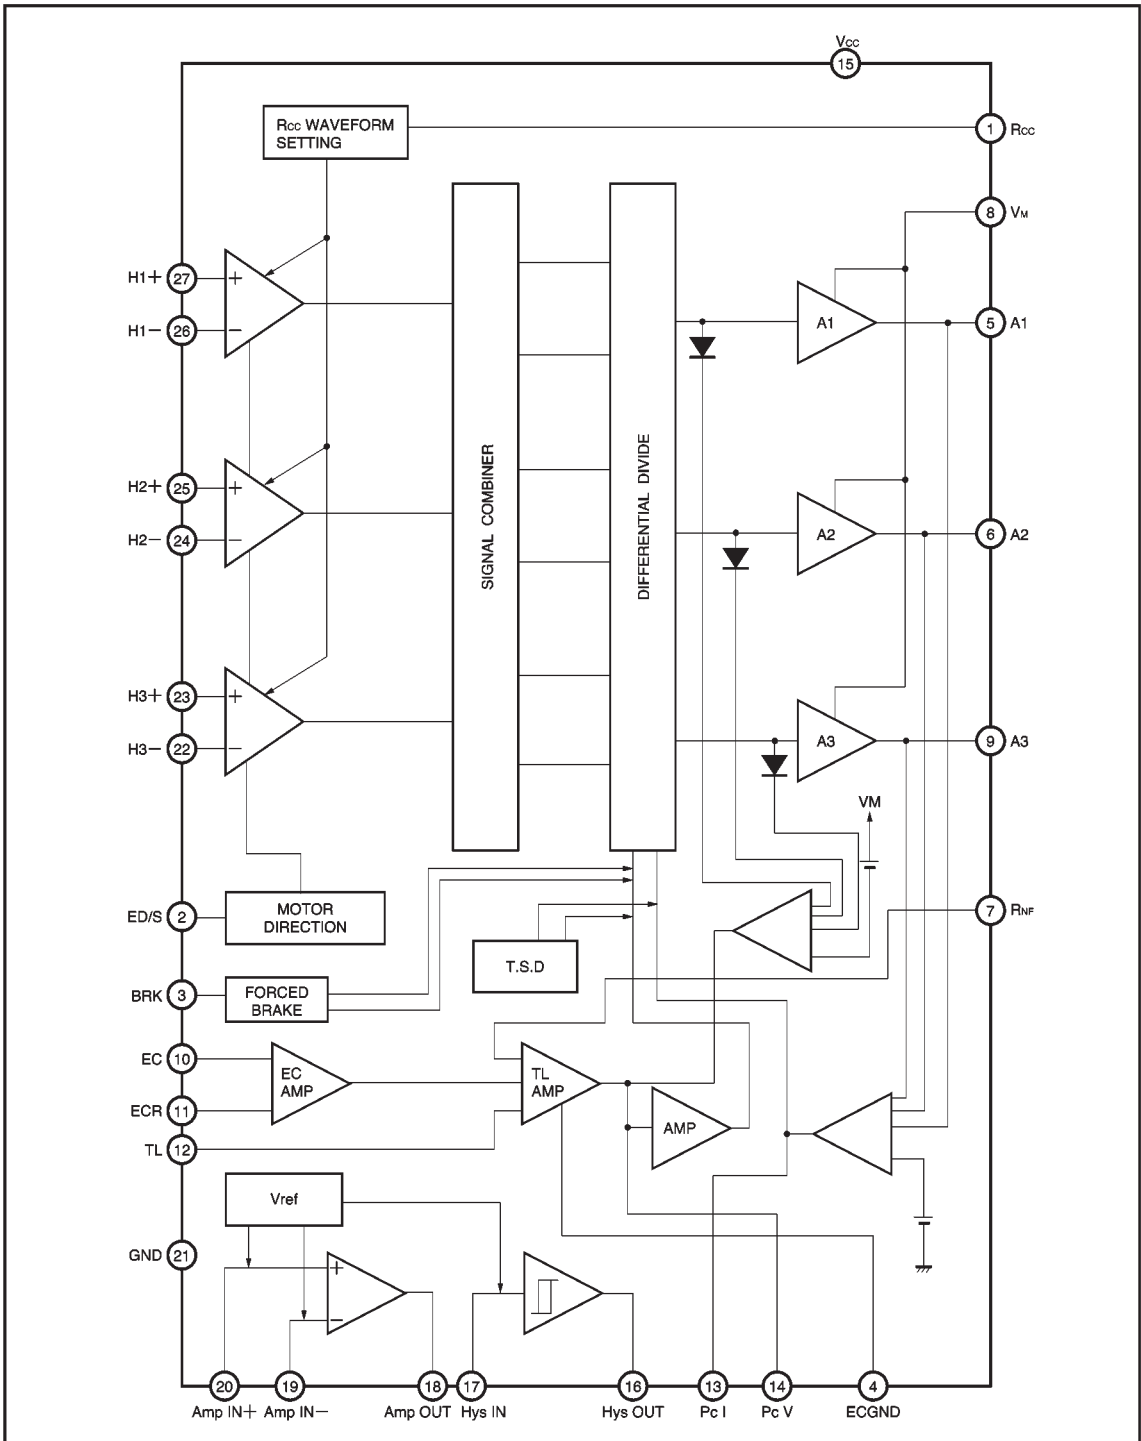 Vcc
15
Rcc WAVEFORM
SETTING
1 Rcc
8 VM
H1+ 27
+
H1− 26
−
A1
5 A1
H2+ 25
+
H2− 24
−
SIGNAL COMBINER
DIFFERENTIAL DIVIDE
A2
6 A2
H3+ 23
+
H3− 22
−
A3
9 A3
VM
ED/S 2
MOTOR
DIRECTION
7 RNF
T.S.D
BRK 3
FORCED
BRAKE
EC 10
EC
AMP
TL
AMP
ECR 11
AMP
TL 12
Vref
GND 21
+
−
20 19 18 17 16 13 14 4
Amp IN+ Amp IN− Amp OUT Hys IN Hys OUT Pc I Pc V ECGND